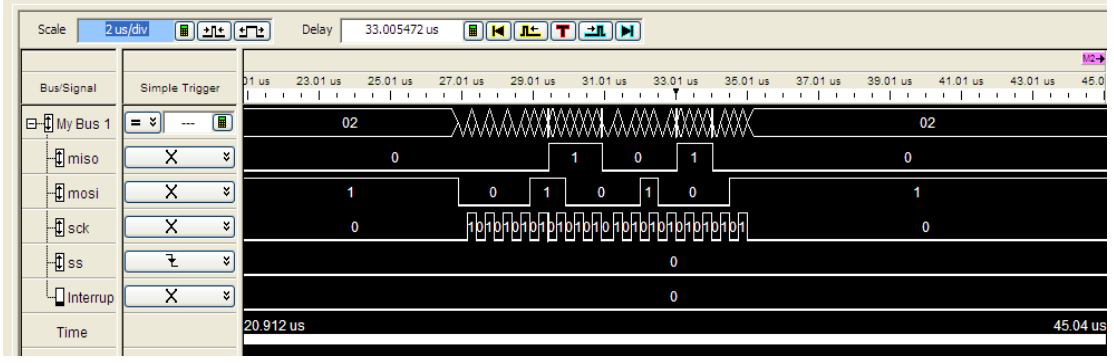 Scale 2 us/div Delay 33.005472 us T
M2
Bus/Signal Simple Trigger 01 us 23.01 us 25.01 us 27.01 us 29.01 us 31.01 us 33.01 us 35.01 us 37.01 us 39.01 us 41.01 us 43.01 us 45.0
My Bus 1 = --- 02 02
miso X 0 1 0 1 0
mosi X 1 0 1 0 1 0 1
sck X 0 0
ss 0
Interrup X 0
Time 20.912 us 45.04 us